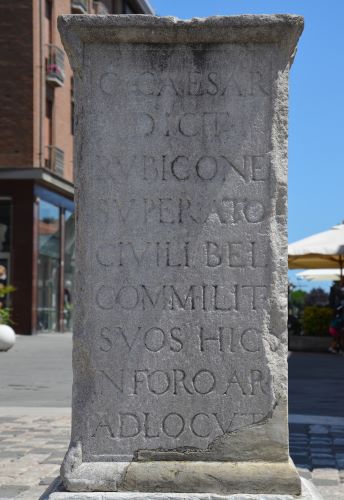 C CAESAR
DICT
RVBICONE
SVPERATO
CIVILI BEL
COMMILIT
SVOS HIC
IN FORO AR
ADLOCVT